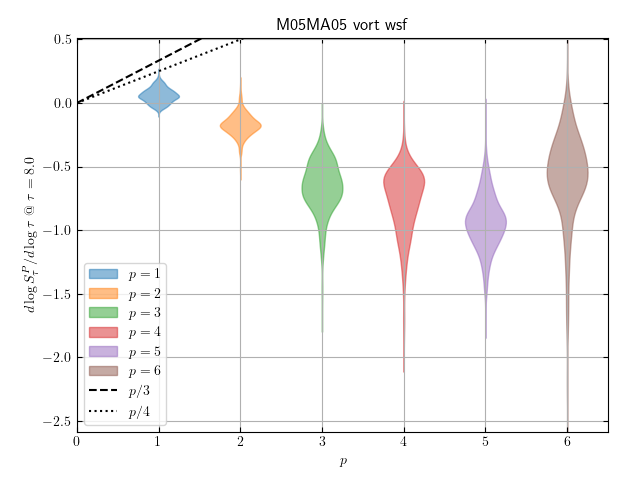 M05MA05 vort wsf
d log S_τ^P / d log τ @ τ = 8.0
0.5
0.0
−0.5
−1.0
−1.5
−2.0
−2.5
p = 1
p = 2
p = 3
p = 4
p = 5
p = 6
p/3
p/4
0 1 2 3 4 5 6
p